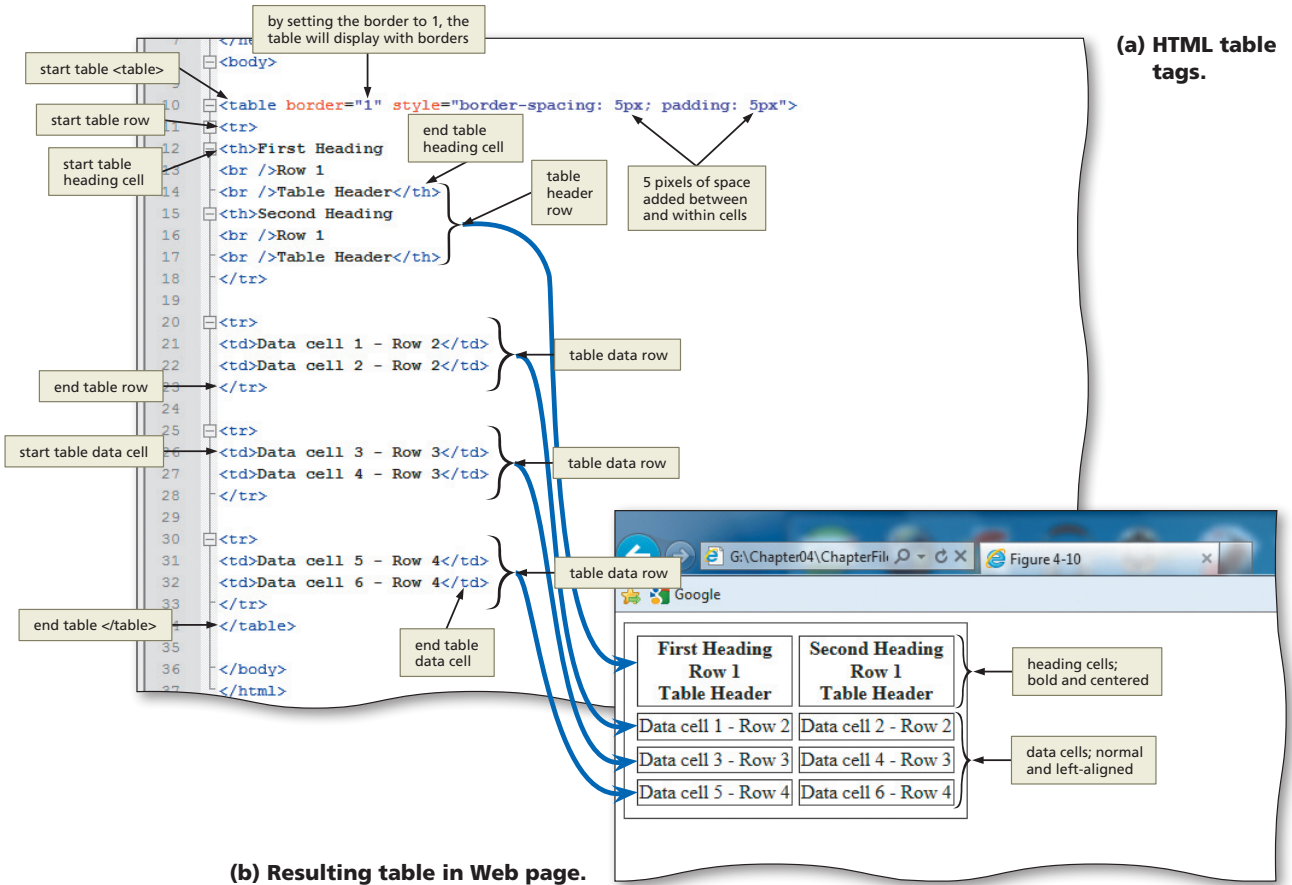 by setting the border to 1, the
table will display with borders
(a) HTML table
tags.
start table <table>
start table row
start table
heading cell
end table
heading cell
table
header
row
5 pixels of space
added between
and within cells
<body>
10 <table border="1" style="border-spacing: 5px; padding: 5px">
11 <tr>
12 <th>First Heading
13 <br />Row 1
14 <br />Table Header</th>
15 <th>Second Heading
16 <br />Row 1
17 <br />Table Header</th>
18 </tr>
19
20 <tr>
21 <td>Data cell 1 - Row 2</td>
22 <td>Data cell 2 - Row 2</td>
23 </tr>
24
25 <tr>
26 <td>Data cell 3 - Row 3</td>
27 <td>Data cell 4 - Row 3</td>
28 </tr>
29
30 <tr>
31 <td>Data cell 5 - Row 4</td>
32 <td>Data cell 6 - Row 4</td>
33 </tr>
</table>
35
36 </body>
37 </html>
table data row
end table row
start table data cell
table data row
table data row
end table </table>
end table
data cell
G:\Chapter04\ChapterFil
Figure 4-10
Google
First Heading
Row 1
Table Header
Second Heading
Row 1
Table Header
Data cell 1 - Row 2 Data cell 2 - Row 2
Data cell 3 - Row 3 Data cell 4 - Row 3
Data cell 5 - Row 4 Data cell 6 - Row 4
heading cells;
bold and centered
data cells; normal
and left-aligned
(b) Resulting table in Web page.